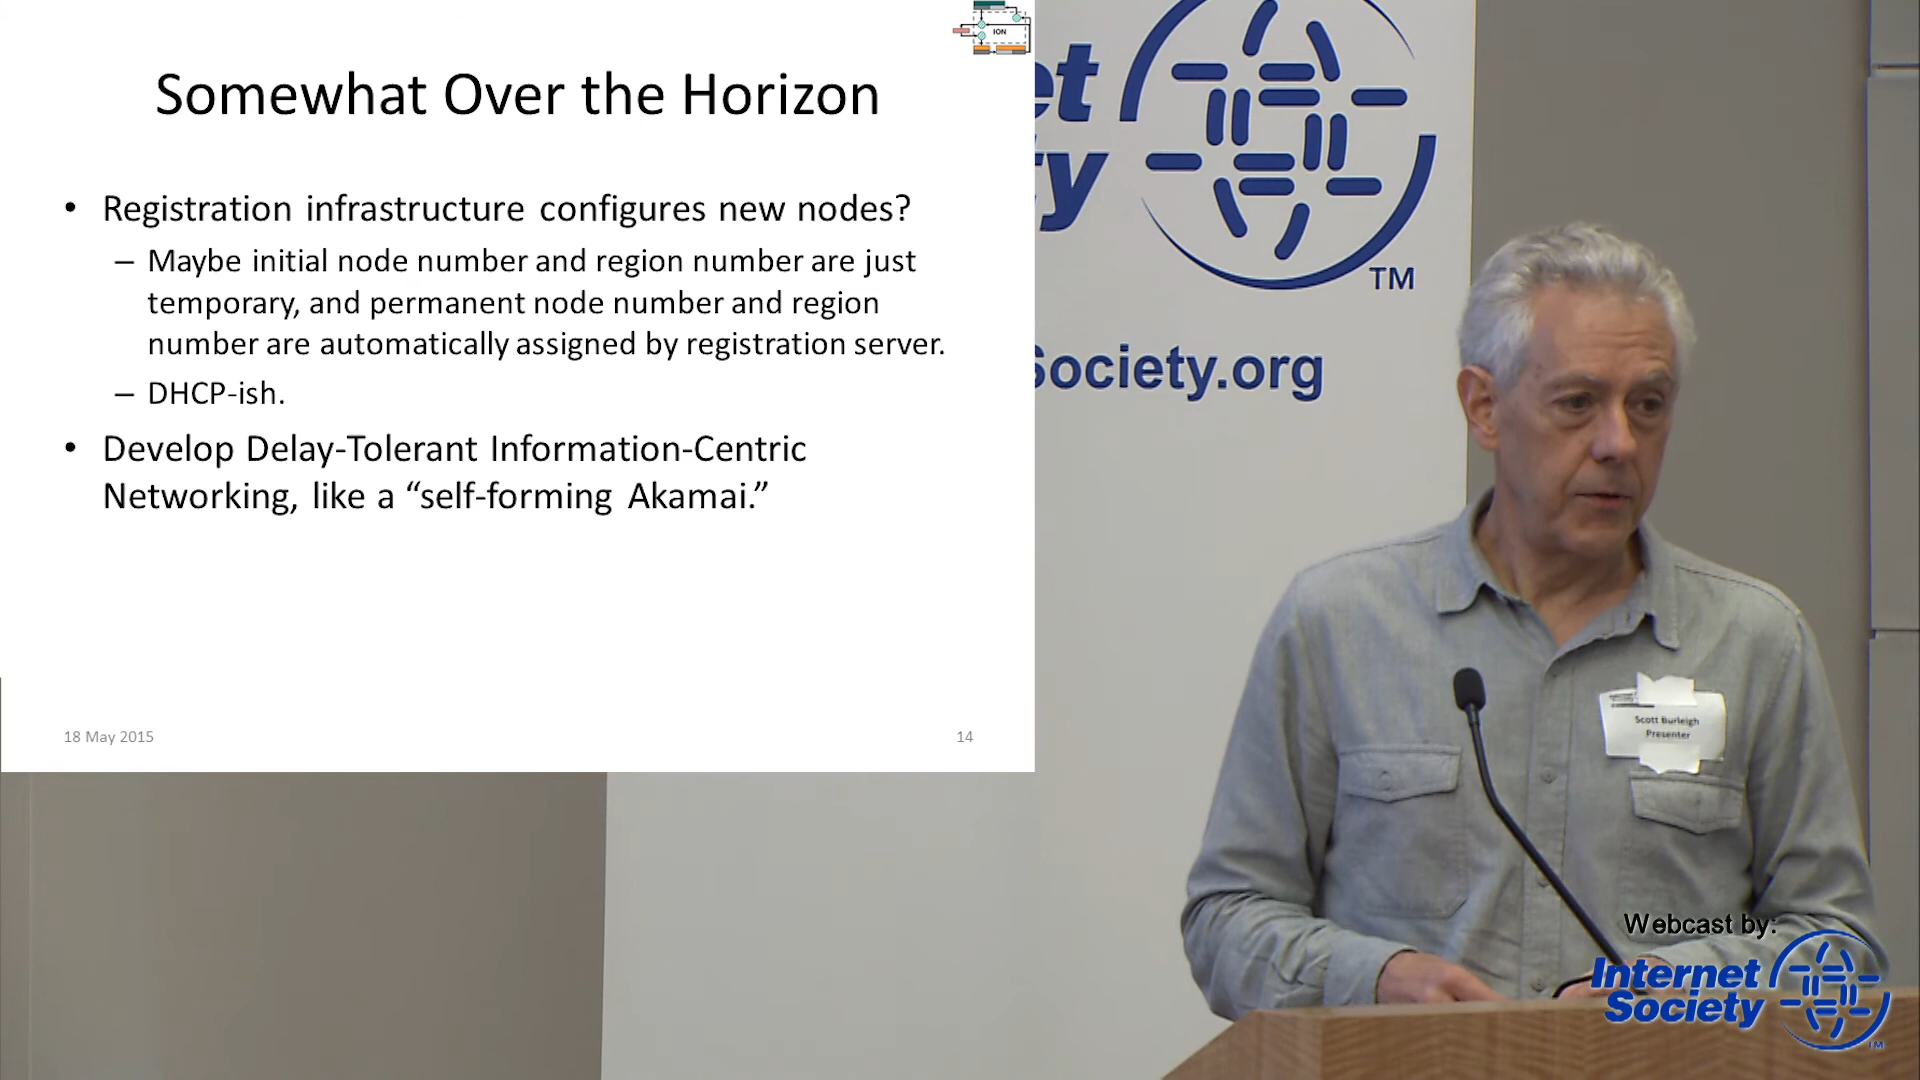 ION
Somewhat Over the Horizon
• Registration infrastructure configures new nodes?
– Maybe initial node number and region number are just
temporary, and permanent node number and region
number are automatically assigned by registration server.
– DHCP-ish.
• Develop Delay-Tolerant Information-Centric
Networking, like a “self-forming Akamai.”
18 May 2015
14
et
ty
TM
Society.org
Scott Burleigh
Presenter
Webcast by:
Internet
Society
TM